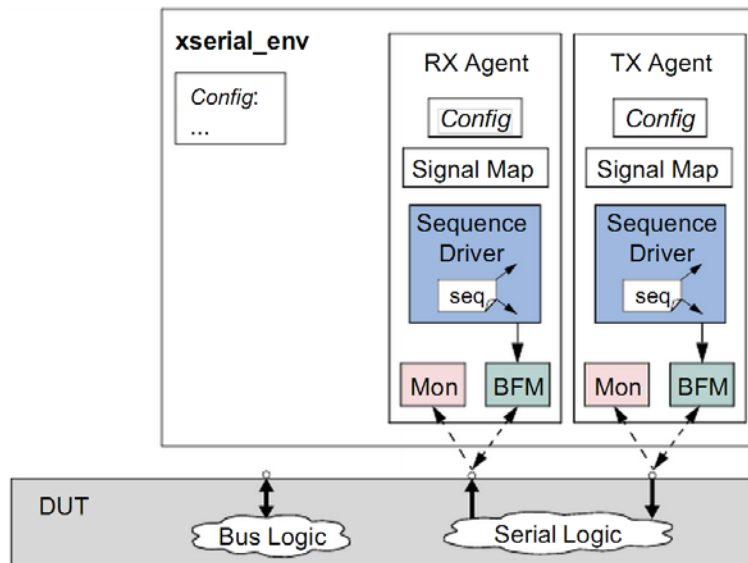 xserial_env
Config:
...
RX Agent
Config
Signal Map
Sequence
Driver
seq
Mon
BFM
TX Agent
Config
Signal Map
Sequence
Driver
seq
Mon
BFM
DUT
Bus Logic
Serial Logic